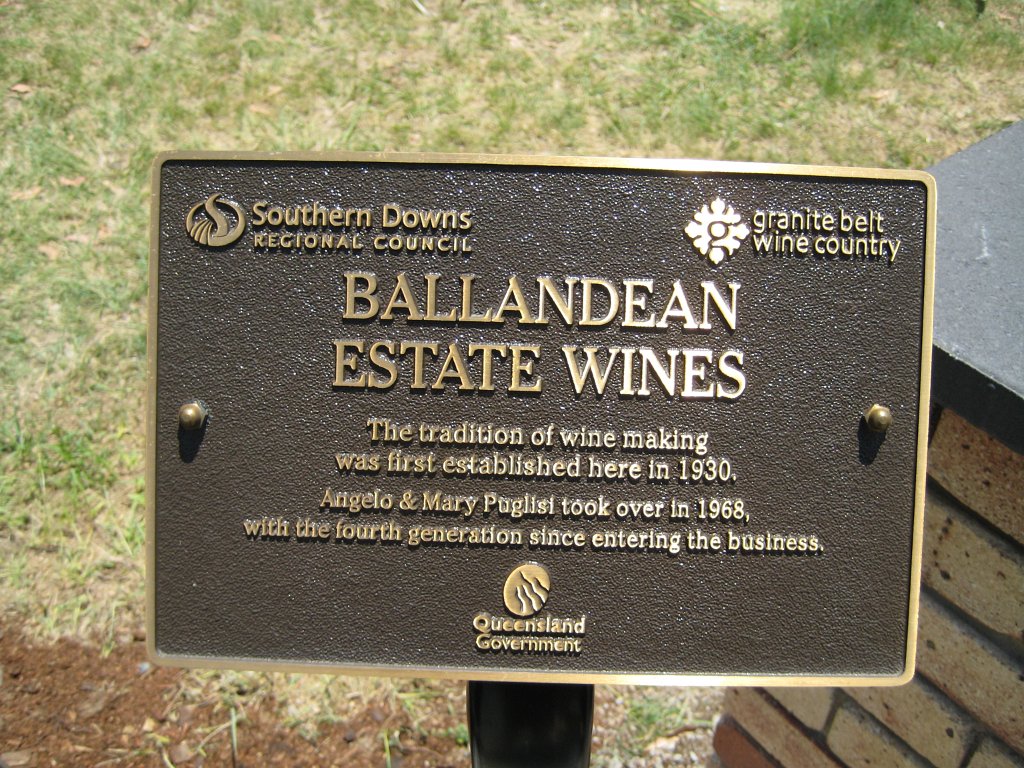 Southern Downs
REGIONAL COUNCIL
granite belt
wine country
BALLANDEAN
ESTATE WINES
The tradition of wine making
was first established here in 1930.
Angelo & Mary Puglisi took over in 1968,
with the fourth generation since entering the business.
Queensland
Government